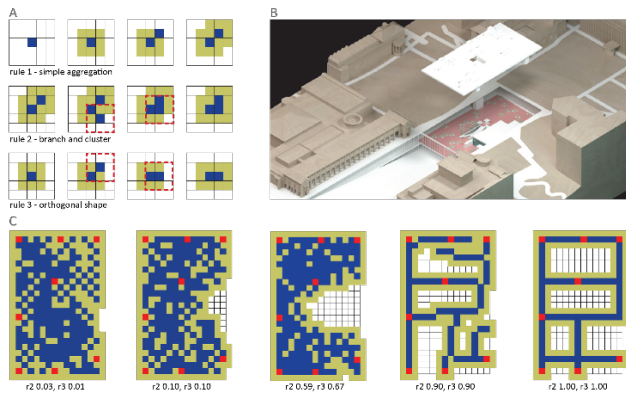 A
B
rule 1 - simple aggregation
rule 2 - branch and cluster
rule 3 - orthogonal shape
C
r2 0.03, r3 0.01
r2 0.10, r3 0.10
r2 0.59, r3 0.67
r2 0.90, r3 0.90
r2 1.00, r3 1.00